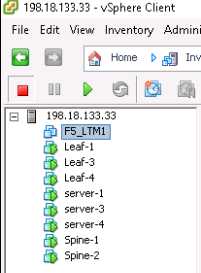 198.18.133.33 - vSphere Client
File Edit View Inventory Admini
Home Inv
198.18.133.33
F5_LTM1
Leaf-1
Leaf-3
Leaf-4
server-1
server-3
server-4
Spine-1
Spine-2